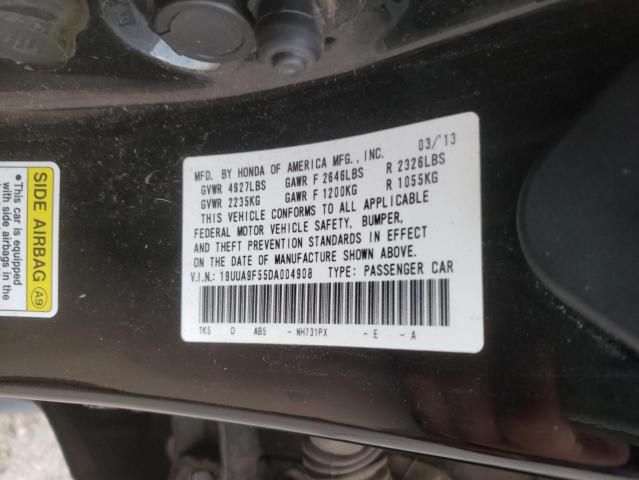 MFD. BY HONDA OF AMERICA MFG., INC. 03/'13
GVWR 4927LBS GAWR F 2646LBS R 2326LBS
GVWR 2235KG GAWR F 1200KG R 1055KG
THIS VEHICLE CONFORMS TO ALL APPLICABLE
FEDERAL MOTOR VEHICLE SAFETY, BUMPER,
AND THEFT PREVENTION STANDARDS IN EFFECT
ON THE DATE OF MANUFACTURE SHOWN ABOVE.
V.I.N.: 19UUA9F55DA004908 TYPE: PASSENGER CAR
TK5 D AB5 -NH731PX -E -A
SIDE AIRBAG A9
•This car is equipped
with side airbags in the